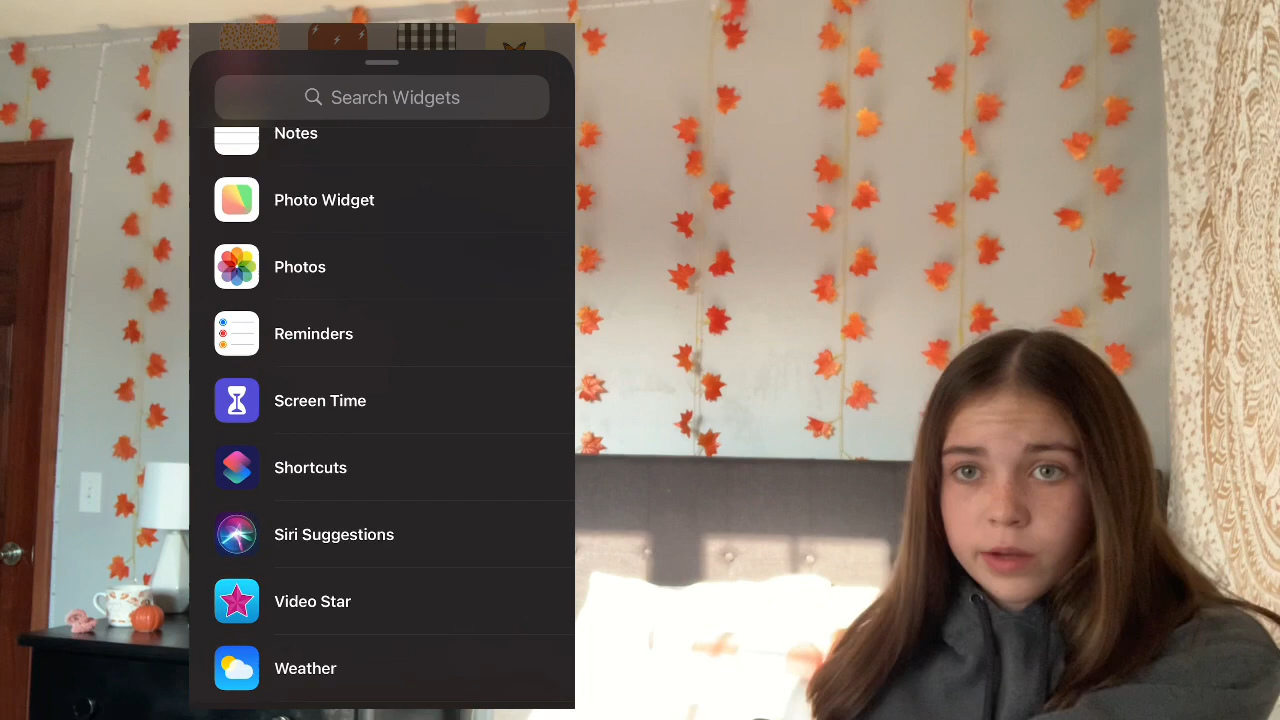 Search Widgets
Notes
Photo Widget
Photos
Reminders
Screen Time
Shortcuts
Siri Suggestions
Video Star
Weather